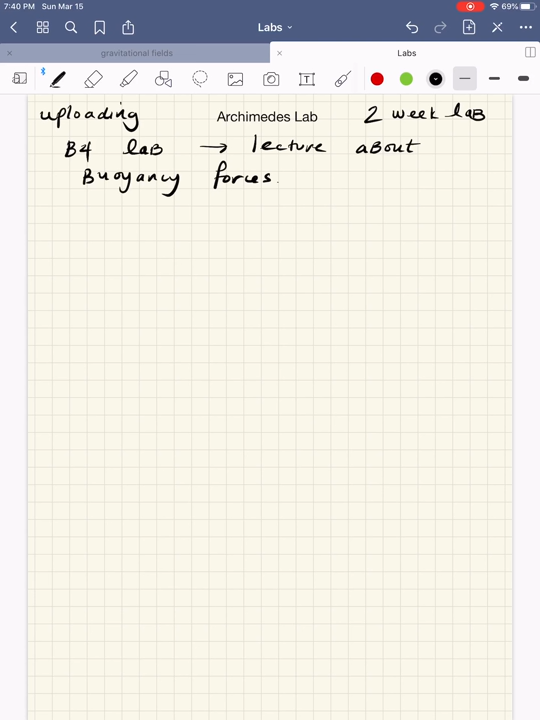 7:40 PM Sun Mar 15
69%
Labs
gravitational fields
Labs
T
uploading Archimedes Lab 2 week laB
B4 laB → lecture aBout
Buoyancy forces.